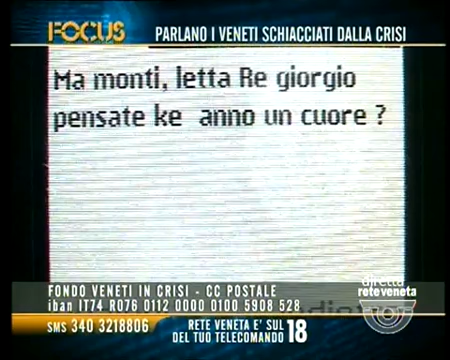 FOCUS
PARLANO I VENETI SCHIACCIATI DALLA CRISI
Ma monti, letta Re giorgio
pensate ke anno un cuore ?
FONDO VENETI IN CRISI - CC POSTALE
iban IT74 R076 0112 0000 0100 5908 528
diretta
reteveneta
SMS 340 3218806
RETE VENETA E' SUL
DEL TUO TELECOMANDO 18